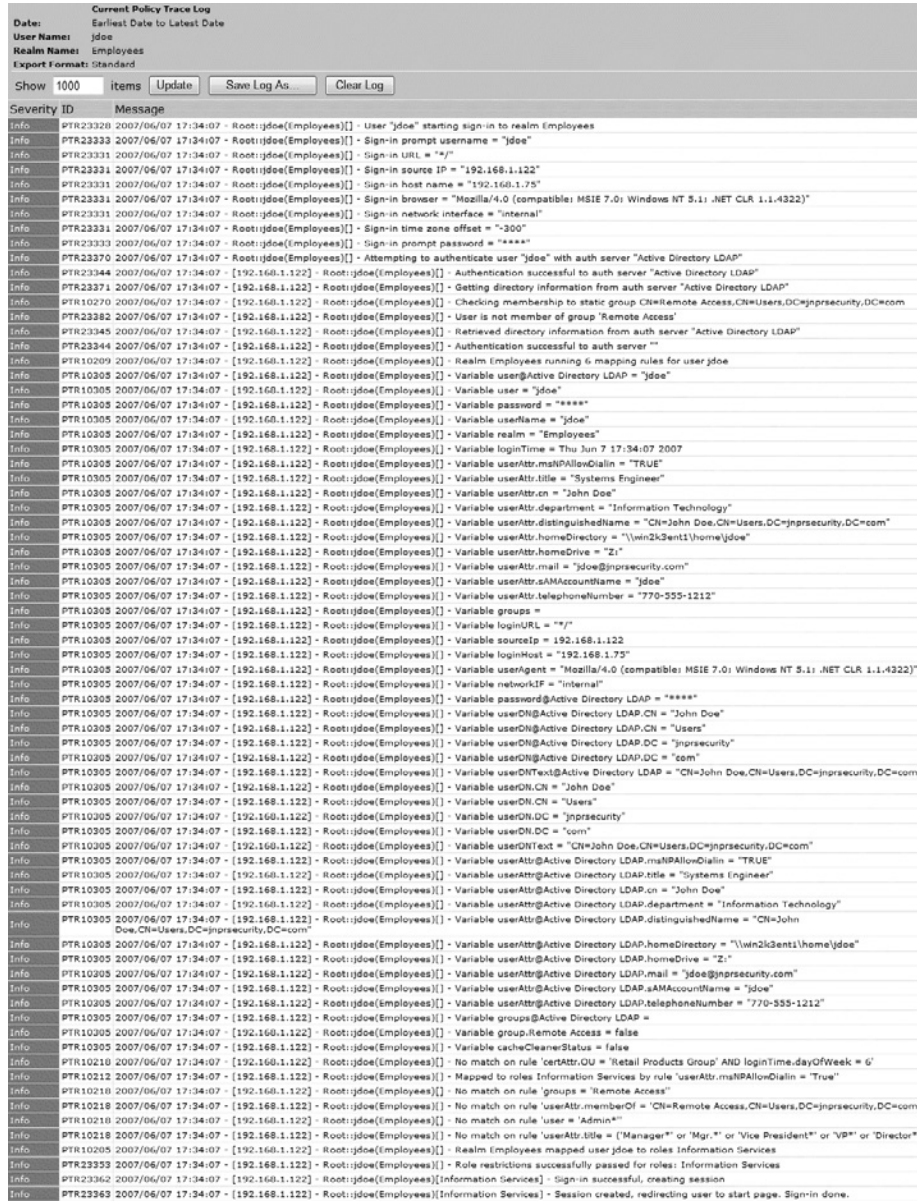 Current Policy Trace Log
Date: Earliest Date to Latest Date
User Name: jdoe
Realm Name: Employees
Export Format: Standard
Show 1000 items Update Save Log As... Clear Log
Severity ID Message
Info PTR23328 2007/06/07 17:34:07 - Root::jdoe(Employees)[] - User "jdoe" starting sign-in to realm Employees
Info PTR23333 2007/06/07 17:34:07 - Root::jdoe(Employees)[] - Sign-in prompt username = "jdoe"
Info PTR23331 2007/06/07 17:34:07 - Root::jdoe(Employees)[] - Sign-in URL = "*/"
Info PTR23331 2007/06/07 17:34:07 - Root::jdoe(Employees)[] - Sign-in source IP = "192.168.1.122"
Info PTR23331 2007/06/07 17:34:07 - Root::jdoe(Employees)[] - Sign-in host name = "192.168.1.75"
Info PTR23331 2007/06/07 17:34:07 - Root::jdoe(Employees)[] - Sign-in browser = "Mozilla/4.0 (compatible; MSIE 7.0; Windows NT 5.1; .NET CLR 1.1.4322)"
Info PTR23331 2007/06/07 17:34:07 - Root::jdoe(Employees)[] - Sign-in network interface = "internal"
Info PTR23331 2007/06/07 17:34:07 - Root::jdoe(Employees)[] - Sign-in time zone offset = "-300"
Info PTR23333 2007/06/07 17:34:07 - Root::jdoe(Employees)[] - Sign-in prompt password = "****"
Info PTR23370 2007/06/07 17:34:07 - Root::jdoe(Employees)[] - Attempting to authenticate user "jdoe" with auth server "Active Directory LDAP"
Info PTR23344 2007/06/07 17:34:07 - [192.168.1.122] - Root::jdoe(Employees)[] - Authentication successful to auth server "Active Directory LDAP"
Info PTR23371 2007/06/07 17:34:07 - [192.168.1.122] - Root::jdoe(Employees)[] - Getting directory information from auth server "Active Directory LDAP"
Info PTR10270 2007/06/07 17:34:07 - [192.168.1.122] - Root::jdoe(Employees)[] - Checking membership to static group CN=Remote Access,CN=Users,DC=jnprsecurity,DC=com
Info PTR23382 2007/06/07 17:34:07 - [192.168.1.122] - Root::jdoe(Employees)[] - User is not member of group 'Remote Access'
Info PTR23345 2007/06/07 17:34:07 - [192.168.1.122] - Root::jdoe(Employees)[] - Retrieved directory information from auth server "Active Directory LDAP"
Info PTR23344 2007/06/07 17:34:07 - [192.168.1.122] - Root::jdoe(Employees)[] - Authentication successful to auth server ""
Info PTR10209 2007/06/07 17:34:07 - [192.168.1.122] - Root::jdoe(Employees)[] - Realm Employees running 6 mapping rules for user jdoe
Info PTR10305 2007/06/07 17:34:07 - [192.168.1.122] - Root::jdoe(Employees)[] - Variable user@Active Directory LDAP = "jdoe"
Info PTR10305 2007/06/07 17:34:07 - [192.168.1.122] - Root::jdoe(Employees)[] - Variable user = "jdoe"
Info PTR10305 2007/06/07 17:34:07 - [192.168.1.122] - Root::jdoe(Employees)[] - Variable password = "****"
Info PTR10305 2007/06/07 17:34:07 - [192.168.1.122] - Root::jdoe(Employees)[] - Variable userName = "jdoe"
Info PTR10305 2007/06/07 17:34:07 - [192.168.1.122] - Root::jdoe(Employees)[] - Variable realm = "Employees"
Info PTR10305 2007/06/07 17:34:07 - [192.168.1.122] - Root::jdoe(Employees)[] - Variable loginTime = Thu Jun 7 17:34:07 2007
Info PTR10305 2007/06/07 17:34:07 - [192.168.1.122] - Root::jdoe(Employees)[] - Variable userAttr.msNPAllowDialin = "TRUE"
Info PTR10305 2007/06/07 17:34:07 - [192.168.1.122] - Root::jdoe(Employees)[] - Variable userAttr.title = "Systems Engineer"
Info PTR10305 2007/06/07 17:34:07 - [192.168.1.122] - Root::jdoe(Employees)[] - Variable userAttr.cn = "John Doe"
Info PTR10305 2007/06/07 17:34:07 - [192.168.1.122] - Root::jdoe(Employees)[] - Variable userAttr.department = "Information Technology"
Info PTR10305 2007/06/07 17:34:07 - [192.168.1.122] - Root::jdoe(Employees)[] - Variable userAttr.distinguishedName = "CN=John Doe,CN=Users,DC=jnprsecurity,DC=com"
Info PTR10305 2007/06/07 17:34:07 - [192.168.1.122] - Root::jdoe(Employees)[] - Variable userAttr.homeDirectory = "\\win2k3ent1\home\jdoe"
Info PTR10305 2007/06/07 17:34:07 - [192.168.1.122] - Root::jdoe(Employees)[] - Variable userAttr.homeDrive = "Z:"
Info PTR10305 2007/06/07 17:34:07 - [192.168.1.122] - Root::jdoe(Employees)[] - Variable userAttr.mail = "jdoe@jnprsecurity.com"
Info PTR10305 2007/06/07 17:34:07 - [192.168.1.122] - Root::jdoe(Employees)[] - Variable userAttr.sAMAccountName = "jdoe"
Info PTR10305 2007/06/07 17:34:07 - [192.168.1.122] - Root::jdoe(Employees)[] - Variable userAttr.telephoneNumber = "770-555-1212"
Info PTR10305 2007/06/07 17:34:07 - [192.168.1.122] - Root::jdoe(Employees)[] - Variable groups =
Info PTR10305 2007/06/07 17:34:07 - [192.168.1.122] - Root::jdoe(Employees)[] - Variable loginURL = "*/"
Info PTR10305 2007/06/07 17:34:07 - [192.168.1.122] - Root::jdoe(Employees)[] - Variable sourceIp = 192.168.1.122
Info PTR10305 2007/06/07 17:34:07 - [192.168.1.122] - Root::jdoe(Employees)[] - Variable loginHost = "192.168.1.75"
Info PTR10305 2007/06/07 17:34:07 - [192.168.1.122] - Root::jdoe(Employees)[] - Variable userAgent = "Mozilla/4.0 (compatible; MSIE 7.0; Windows NT 5.1; .NET CLR 1.1.4322)"
Info PTR10305 2007/06/07 17:34:07 - [192.168.1.122] - Root::jdoe(Employees)[] - Variable networkIF = "internal"
Info PTR10305 2007/06/07 17:34:07 - [192.168.1.122] - Root::jdoe(Employees)[] - Variable password@Active Directory LDAP = "****"
Info PTR10305 2007/06/07 17:34:07 - [192.168.1.122] - Root::jdoe(Employees)[] - Variable userDN@Active Directory LDAP.CN = "John Doe"
Info PTR10305 2007/06/07 17:34:07 - [192.168.1.122] - Root::jdoe(Employees)[] - Variable userDN@Active Directory LDAP.CN = "Users"
Info PTR10305 2007/06/07 17:34:07 - [192.168.1.122] - Root::jdoe(Employees)[] - Variable userDN@Active Directory LDAP.DC = "jnprsecurity"
Info PTR10305 2007/06/07 17:34:07 - [192.168.1.122] - Root::jdoe(Employees)[] - Variable userDN@Active Directory LDAP.DC = "com"
Info PTR10305 2007/06/07 17:34:07 - [192.168.1.122] - Root::jdoe(Employees)[] - Variable userDNText@Active Directory LDAP = "CN=John Doe,CN=Users,DC=jnprsecurity,DC=com
Info PTR10305 2007/06/07 17:34:07 - [192.168.1.122] - Root::jdoe(Employees)[] - Variable userDN.CN = "John Doe"
Info PTR10305 2007/06/07 17:34:07 - [192.168.1.122] - Root::jdoe(Employees)[] - Variable userDN.CN = "Users"
Info PTR10305 2007/06/07 17:34:07 - [192.168.1.122] - Root::jdoe(Employees)[] - Variable userDN.DC = "jnprsecurity"
Info PTR10305 2007/06/07 17:34:07 - [192.168.1.122] - Root::jdoe(Employees)[] - Variable userDN.DC = "com"
Info PTR10305 2007/06/07 17:34:07 - [192.168.1.122] - Root::jdoe(Employees)[] - Variable userDNText = "CN=John Doe,CN=Users,DC=jnprsecurity,DC=com"
Info PTR10305 2007/06/07 17:34:07 - [192.168.1.122] - Root::jdoe(Employees)[] - Variable userAttr@Active Directory LDAP.msNPAllowDialin = "TRUE"
Info PTR10305 2007/06/07 17:34:07 - [192.168.1.122] - Root::jdoe(Employees)[] - Variable userAttr@Active Directory LDAP.title = "Systems Engineer"
Info PTR10305 2007/06/07 17:34:07 - [192.168.1.122] - Root::jdoe(Employees)[] - Variable userAttr@Active Directory LDAP.cn = "John Doe"
Info PTR10305 2007/06/07 17:34:07 - [192.168.1.122] - Root::jdoe(Employees)[] - Variable userAttr@Active Directory LDAP.department = "Information Technology"
Info PTR10305 2007/06/07 17:34:07 - [192.168.1.122] - Root::jdoe(Employees)[] - Variable userAttr@Active Directory LDAP.distinguishedName = "CN=John
Doe,CN=Users,DC=jnprsecurity,DC=com"
Info PTR10305 2007/06/07 17:34:07 - [192.168.1.122] - Root::jdoe(Employees)[] - Variable userAttr@Active Directory LDAP.homeDirectory = "\\win2k3ent1\home\jdoe"
Info PTR10305 2007/06/07 17:34:07 - [192.168.1.122] - Root::jdoe(Employees)[] - Variable userAttr@Active Directory LDAP.homeDrive = "Z:"
Info PTR10305 2007/06/07 17:34:07 - [192.168.1.122] - Root::jdoe(Employees)[] - Variable userAttr@Active Directory LDAP.mail = "jdoe@jnprsecurity.com"
Info PTR10305 2007/06/07 17:34:07 - [192.168.1.122] - Root::jdoe(Employees)[] - Variable userAttr@Active Directory LDAP.sAMAccountName = "jdoe"
Info PTR10305 2007/06/07 17:34:07 - [192.168.1.122] - Root::jdoe(Employees)[] - Variable userAttr@Active Directory LDAP.telephoneNumber = "770-555-1212"
Info PTR10305 2007/06/07 17:34:07 - [192.168.1.122] - Root::jdoe(Employees)[] - Variable groups@Active Directory LDAP =
Info PTR10305 2007/06/07 17:34:07 - [192.168.1.122] - Root::jdoe(Employees)[] - Variable group.Remote Access = false
Info PTR10305 2007/06/07 17:34:07 - [192.168.1.122] - Root::jdoe(Employees)[] - Variable cacheCleanerStatus = false
Info PTR10218 2007/06/07 17:34:07 - [192.168.1.122] - Root::jdoe(Employees)[] - No match on rule 'certAttr.OU = 'Retail Products Group' AND loginTime.dayOfWeek = 6'
Info PTR10212 2007/06/07 17:34:07 - [192.168.1.122] - Root::jdoe(Employees)[] - Mapped to roles Information Services by rule 'userAttr.msNPAllowDialin = 'True''
Info PTR10218 2007/06/07 17:34:07 - [192.168.1.122] - Root::jdoe(Employees)[] - No match on rule 'groups = 'Remote Access''
Info PTR10218 2007/06/07 17:34:07 - [192.168.1.122] - Root::jdoe(Employees)[] - No match on rule 'userAttr.memberOf = 'CN=Remote Access,CN=Users,DC=jnprsecurity,DC=com
Info PTR10218 2007/06/07 17:34:07 - [192.168.1.122] - Root::jdoe(Employees)[] - No match on rule 'user = 'Admin*''
Info PTR10218 2007/06/07 17:34:07 - [192.168.1.122] - Root::jdoe(Employees)[] - No match on rule 'userAttr.title = ('Manager*' or 'Mgr.*' or 'Vice President*' or 'VP*' or 'Director*
Info PTR10205 2007/06/07 17:34:07 - [192.168.1.122] - Root::jdoe(Employees)[] - Realm Employees mapped user jdoe to roles Information Services
Info PTR23353 2007/06/07 17:34:07 - [192.168.1.122] - Root::jdoe(Employees)[] - Role restrictions successfully passed for roles: Information Services
Info PTR23362 2007/06/07 17:34:07 - [192.168.1.122] - Root::jdoe(Employees)[Information Services] - Sign-in successful, creating session
Info PTR23363 2007/06/07 17:34:07 - [192.168.1.122] - Root::jdoe(Employees)[Information Services] - Session created, redirecting user to start page. Sign-in done.